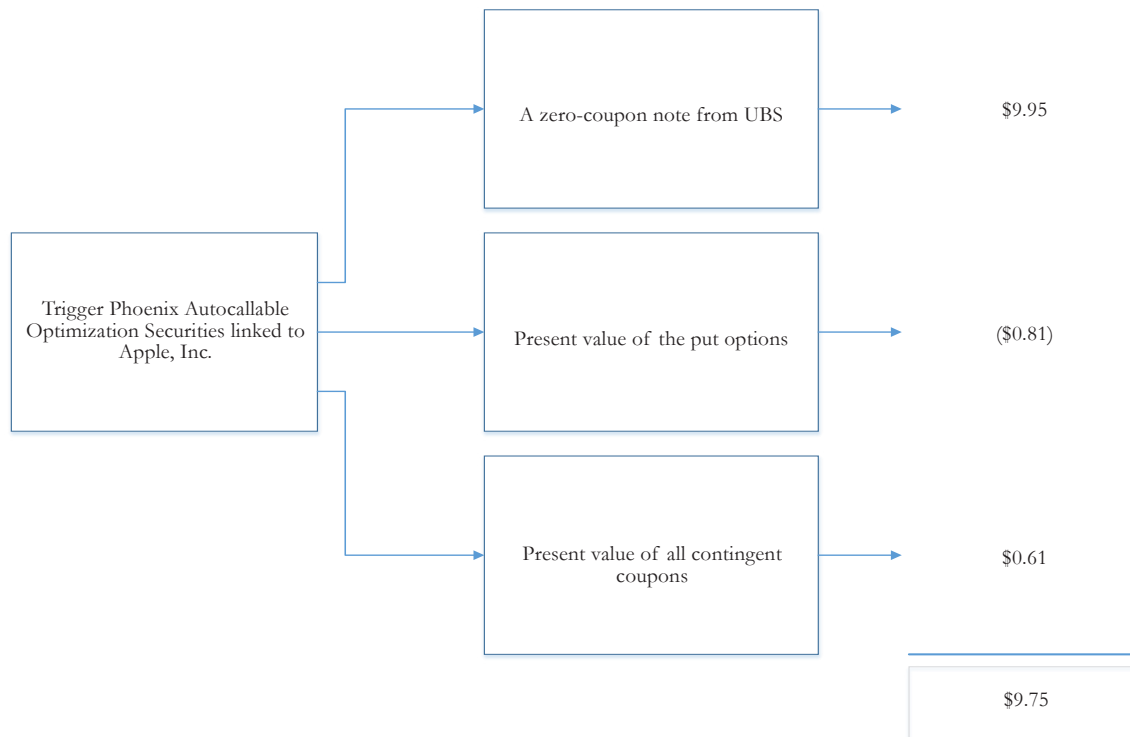 A zero-coupon note from UBS
$9.95
Trigger Phoenix Autocallable
Optimization Securities linked to
Apple, Inc.
Present value of the put options
($0.81)
Present value of all contingent
coupons
$0.61
$9.75